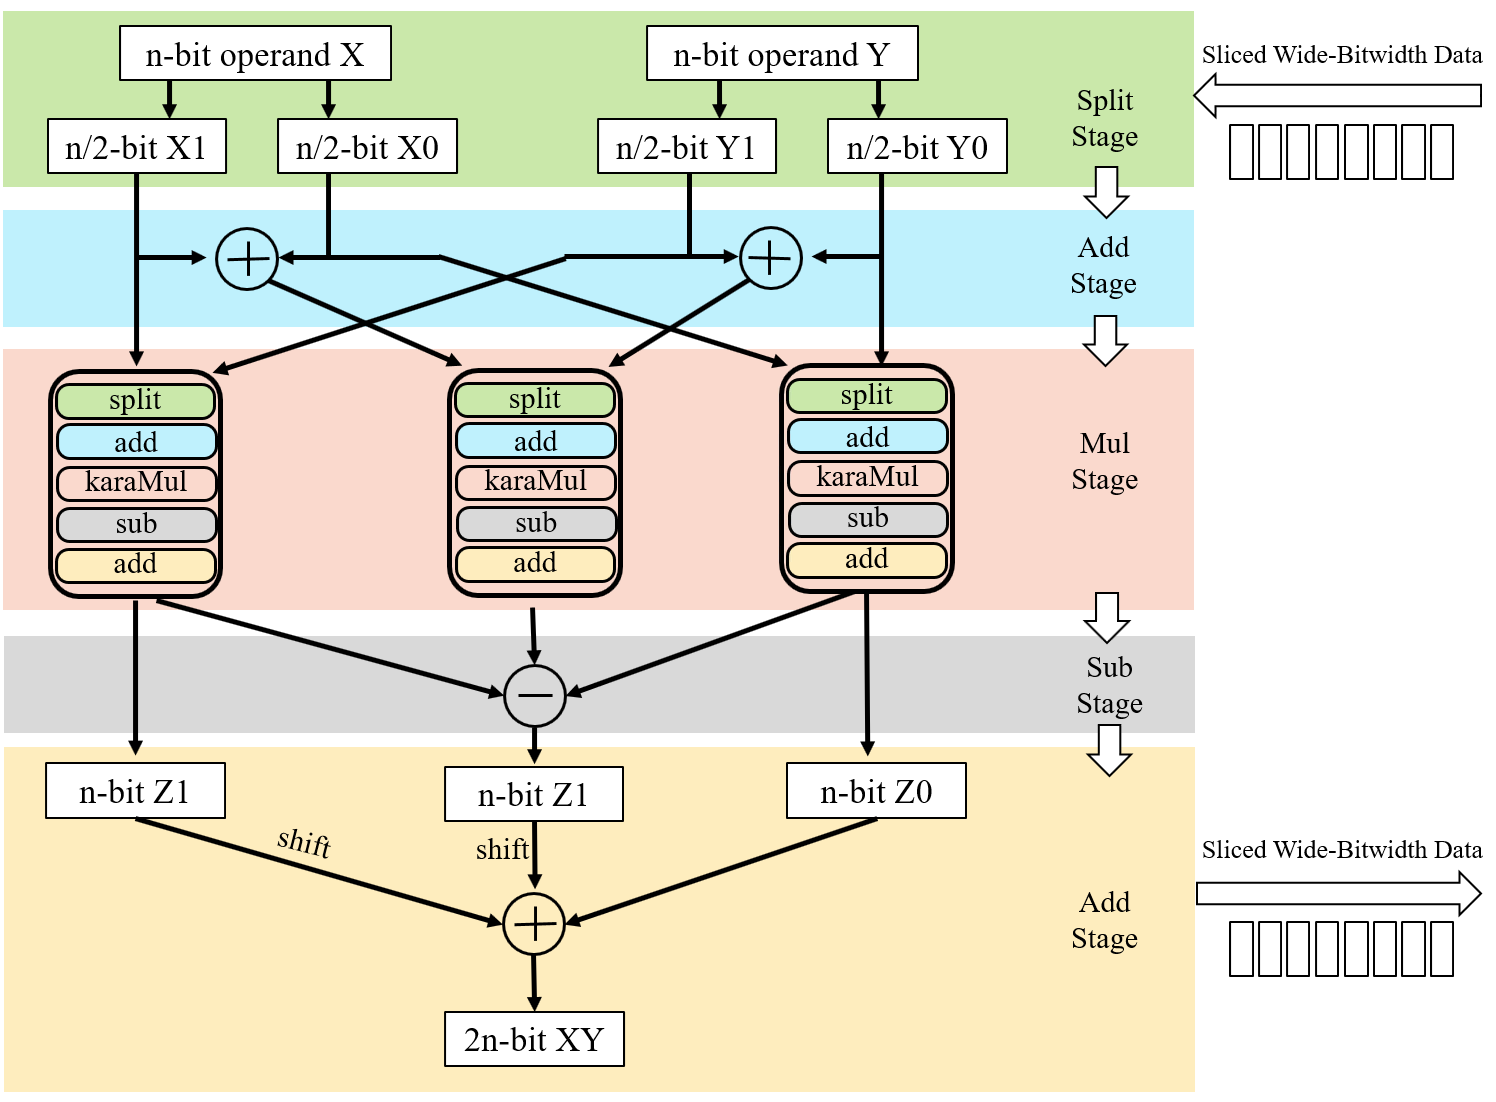 n-bit operand X
n-bit operand Y
Sliced Wide-Bitwidth Data
Split
Stage
n/2-bit X1
n/2-bit X0
n/2-bit Y1
n/2-bit Y0
Add
Stage
split
add
karaMul
sub
add
split
add
karaMul
sub
add
split
add
karaMul
sub
add
Mul
Stage
Sub
Stage
n-bit Z1
n-bit Z1
n-bit Z0
shift
shift
Sliced Wide-Bitwidth Data
Add
Stage
2n-bit XY